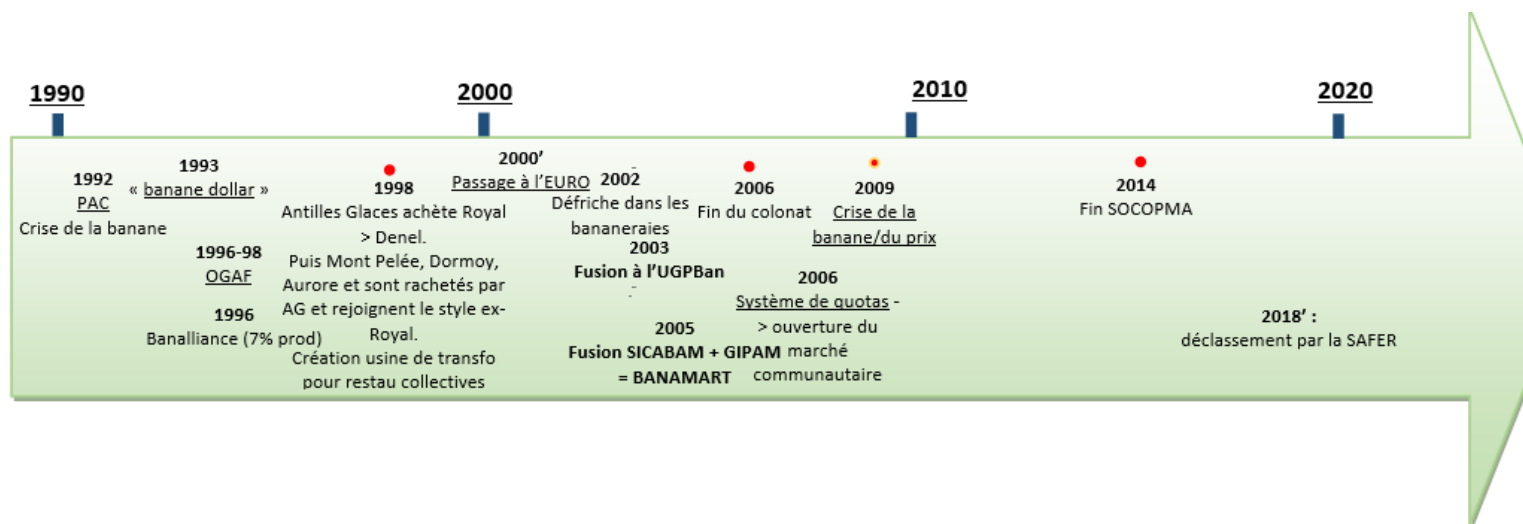 1990
2000
2010
2020
1992
PAC
Crise de la banane
1993
« banane dollar »
1996-98
OGAF
1996
Banalliance (7% prod)
1998
Antilles Glaces achète Royal
> Denel.
Puis Mont Pelée, Dormoy,
Aurore et sont rachetés par
AG et rejoignent le style ex-
Royal.
Création usine de transfo
pour restau collectives
2000’
Passage à l’EURO
2002
Défriche dans les
bananeraies
2003
Fusion à l’UGPBan
2005
Fusion SICABAM + GIPAM
= BANAMART
2006
Fin du colonat
2006
Système de quotas -
> ouverture du
marché
communautaire
2009
Crise de la
banane/du prix
2014
Fin SOCOPMA
2018’ :
déclassement par la SAFER